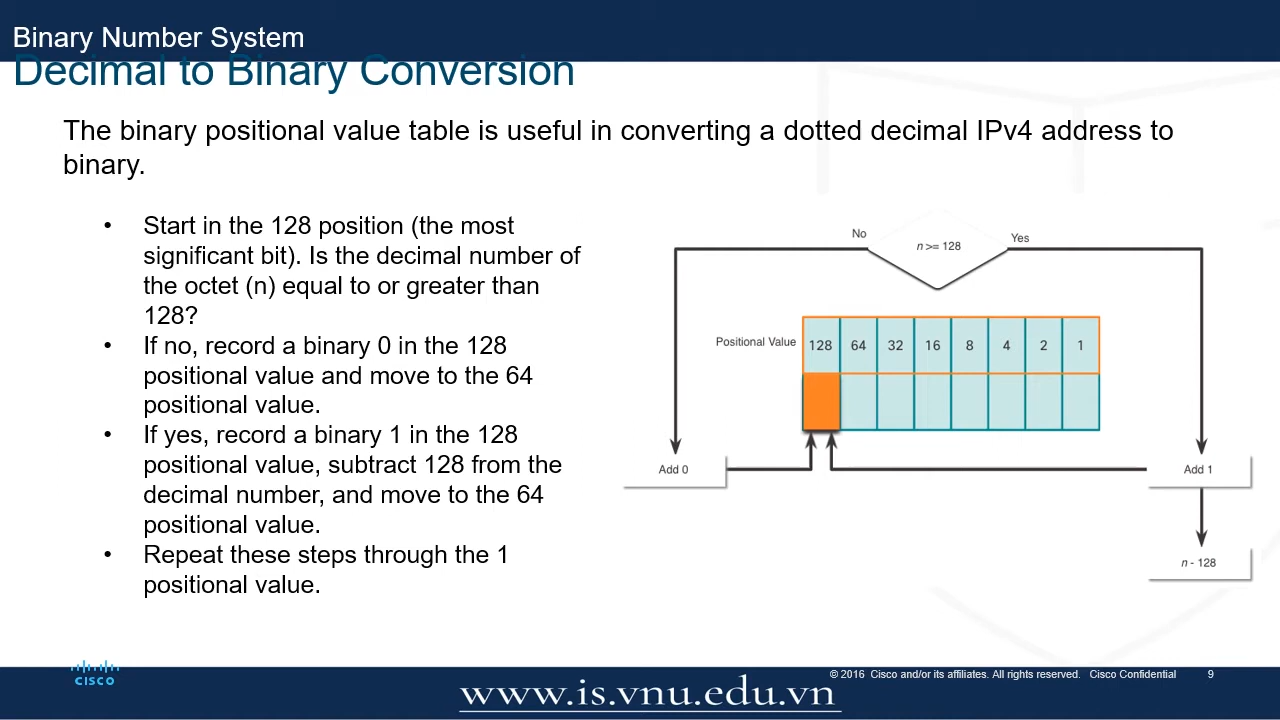 Binary Number System
Decimal to Binary Conversion
The binary positional value table is useful in converting a dotted decimal IPv4 address to
binary.
• Start in the 128 position (the most
significant bit). Is the decimal number of
the octet (n) equal to or greater than
128?
• If no, record a binary 0 in the 128
positional value and move to the 64
positional value.
• If yes, record a binary 1 in the 128
positional value, subtract 128 from the
decimal number, and move to the 64
positional value.
• Repeat these steps through the 1
positional value.
No
n >= 128
Yes
Positional Value 128 64 32 16 8 4 2 1
Add 0
Add 1
n - 128
CISCO
© 2016 Cisco and/or its affiliates. All rights reserved. Cisco Confidential 9
www.is.vnu.edu.vn